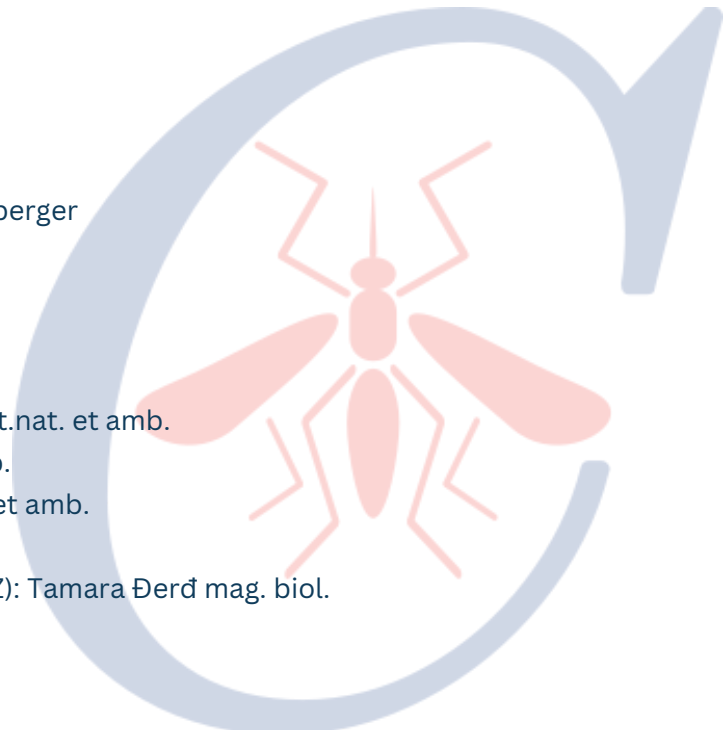 berger
t.nat. et amb.
o.
et amb.
Z): Tamara Đerđ mag. biol.